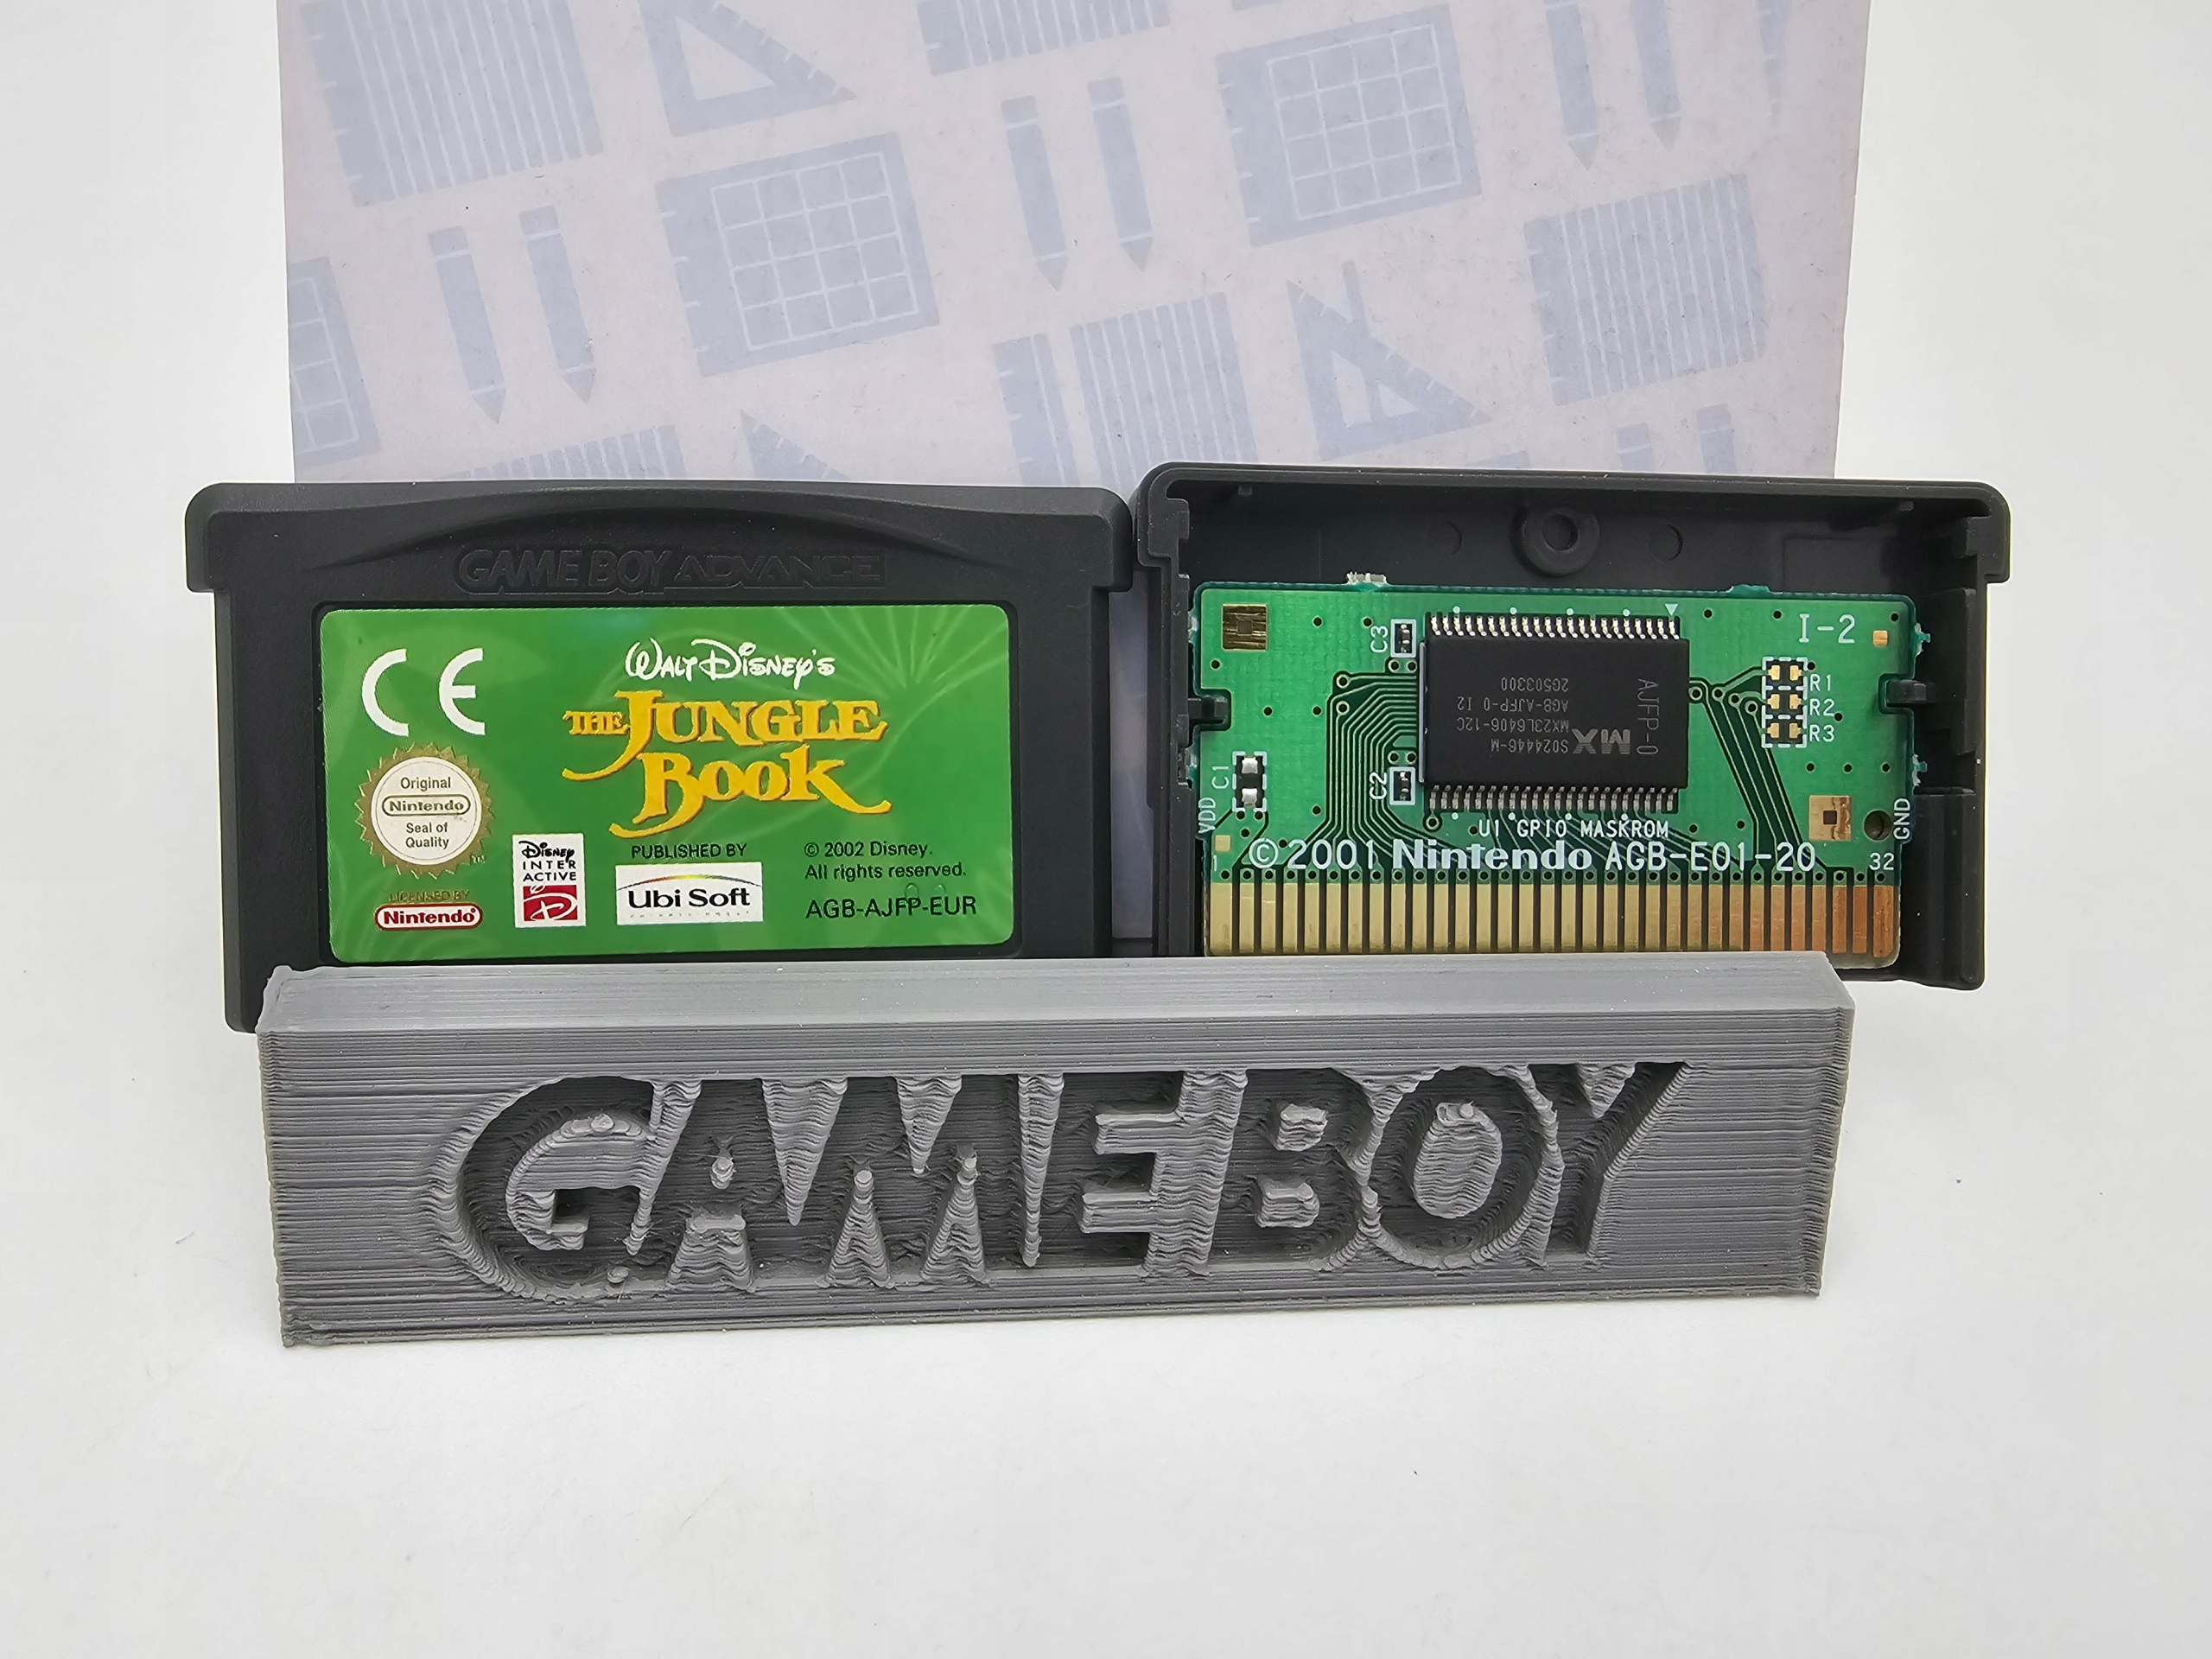 GAME BOY ADVANCE
CE
WALT DISNEY'S
THE JUNGLE
BOOK
Original
Nintendo
Seal of
Quality
TM
LICENSED BY
Nintendo
DISNEY
INTER
ACTIVE
D
PUBLISHED BY
Ubi Soft
© 2002 Disney.
All rights reserved.
AGB-AJFP-EUR
I-2
C3
R1
R2
R3
C1
C2
VDD
GND
AJFP-0
MX
S024446-M
MX23L6406-12C
AGB-AJFP-0 I2
2G503300
U1 GPIO MASKROM
1
© 2001 Nintendo AGB-E01-20
32
GAME BOY